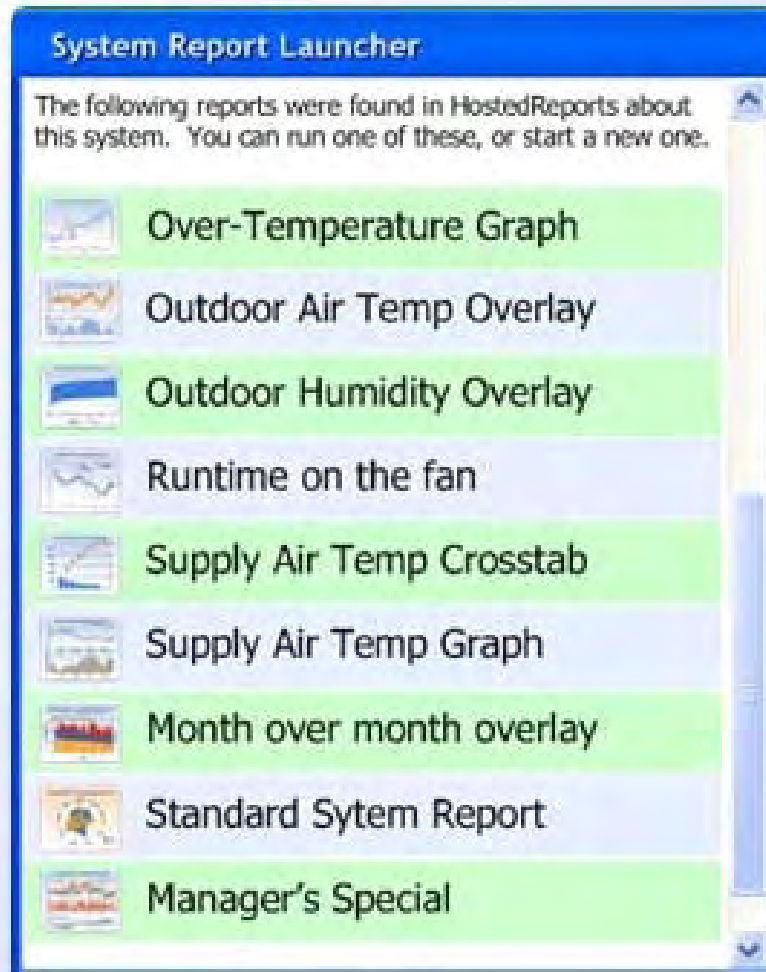 System Report Launcher
The following reports were found in HostedReports about
this system. You can run one of these, or start a new one.
Over-Temperature Graph
Outdoor Air Temp Overlay
Outdoor Humidity Overlay
Runtime on the fan
Supply Air Temp Crosstab
Supply Air Temp Graph
Month over month overlay
Standard Sytem Report
Manager's Special